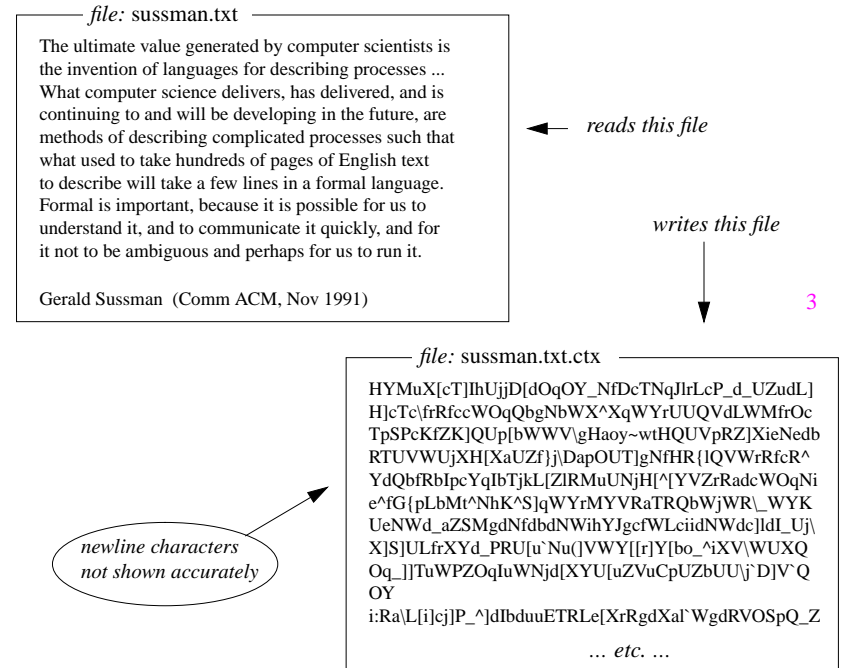 file: sussman.txt
The ultimate value generated by computer scientists is
the invention of languages for describing processes ...
What computer science delivers, has delivered, and is
continuing to and will be developing in the future, are
methods of describing complicated processes such that
what used to take hundreds of pages of English text
to describe will take a few lines in a formal language.
Formal is important, because it is possible for us to
understand it, and to communicate it quickly, and for
it not to be ambiguous and perhaps for us to run it.
Gerald Sussman (Comm ACM, Nov 1991)
reads this file
writes this file
3
file: sussman.txt.ctx
HYMuX[cT]IhUjjD[dOqOY_NfDcTNqJlrLcP_d_UZudL]
H]cTc\frRfccWOqQbgNbWX^XqWYrUUQVdLWMfrOc
TpSPcKfZK]QUp[bWWV\gHaoy~wtHQUVpRZ]XieNedb
RTUVWUjXH[XaUZf}j\DapOUT]gNfHR{lQVWrRfcR^
YdQbfRbIpcYqIbTjkL[ZlRMuUNjH[^[YVZrRadcWOqNi
e^fG{pLbMt^NhK^S]qWYrMYVRaTRQbWjWR\_WYK
UeNWd_aZSMgdNfdbdNWihYJgcfWLciidNWdc]ldI_Uj\
X]S]ULfrXYd_PRU[u`Nu(]VWY[[r]Y[bo_^iXV\WUXQ
Oq_]]TuWPZOqIuWNjd[XYU[uZVuCpUZbUU\j`D]V`Q
OY
i:Ra\L[i]cj]P_^]dIbduuETRLe[XrRgdXal`WgdRVOSpQ_Z
... etc. ...
newline characters
not shown accurately